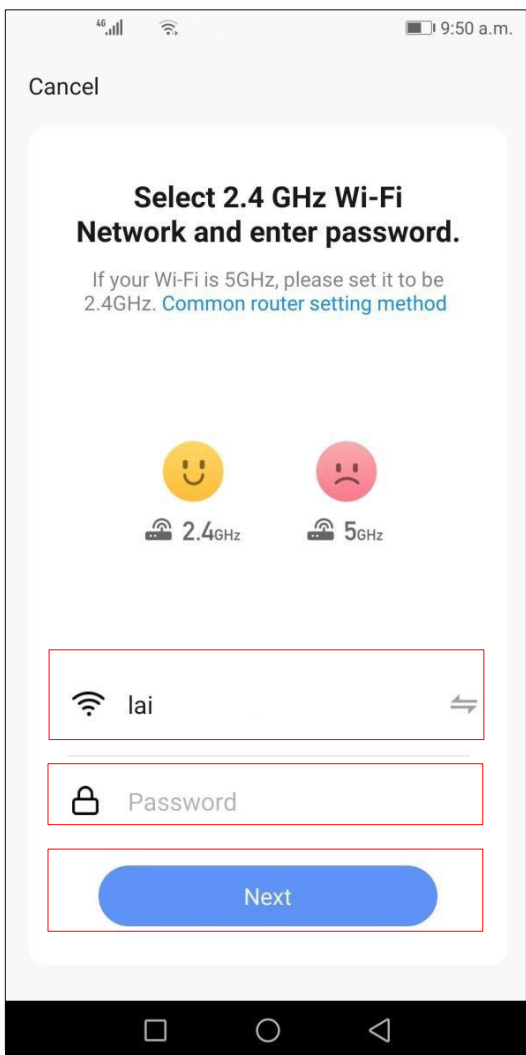 46 9:50 a.m.
Cancel
Select 2.4 GHz Wi-Fi
Network and enter password.
If your Wi-Fi is 5GHz, please set it to be
2.4GHz. Common router setting method
2.4GHz 5GHz
lai
Password
Next